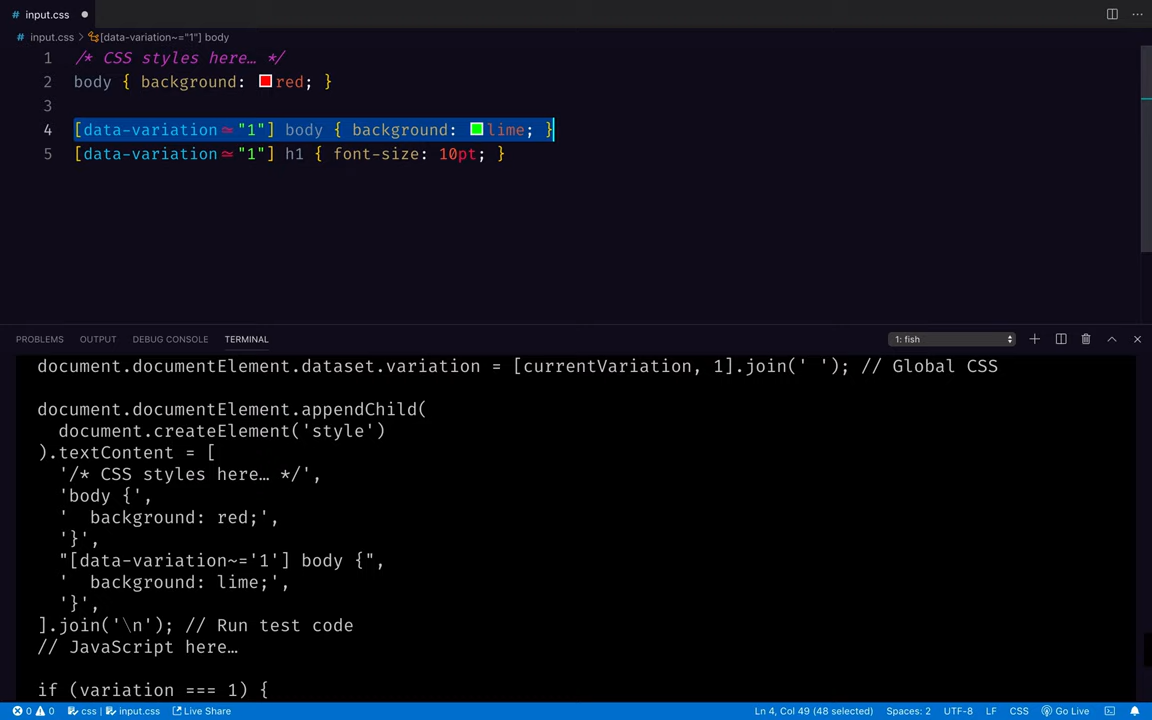 # input.css ●
# input.css > [data-variation~="1"] body
1 /* CSS styles here… */
2 body { background: red; }
3
4 [data-variation~="1"] body { background: lime; }
5 [data-variation~="1"] h1 { font-size: 10pt; }
PROBLEMS OUTPUT DEBUG CONSOLE TERMINAL 1: fish
document.documentElement.dataset.variation = [currentVariation, 1].join(' '); // Global CSS
document.documentElement.appendChild(
  document.createElement('style')
).textContent = [
  '/* CSS styles here… */',
  'body {',
  '  background: red;',
  '}',
  "[data-variation~='1'] body {",
  '  background: lime;',
  '}',
].join('\n'); // Run test code
// JavaScript here…
if (variation === 1) {
0 0 css | input.css Live Share Ln 4, Col 49 (48 selected) Spaces: 2 UTF-8 LF CSS Go Live